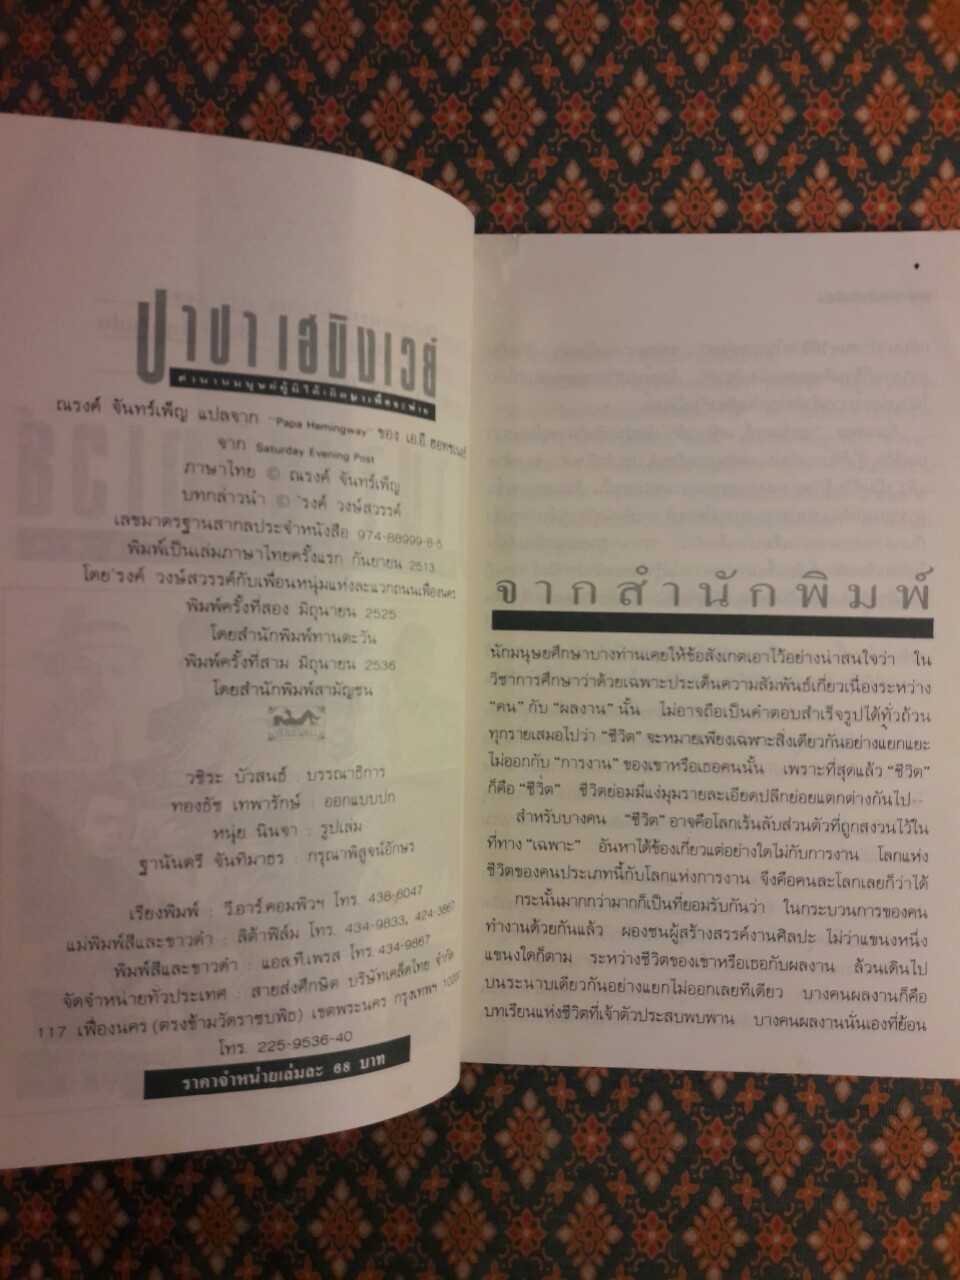 ปาปา เฮมิงเวย์
ตำนานมนุษย์ผู้มิได้เกิดมาเพื่อจะพ่าย
ณรงค์ จันทร์เพ็ญ แปลจาก "Papa Hemingway" ของ เอ.อี. ฮอทชเนอร์
จาก Saturday Evening Post
ภาษาไทย © ณรงค์ จันทร์เพ็ญ
บทกล่าวนำ © 'รงค์ วงษ์สวรรค์
เลขมาตรฐานสากลประจำหนังสือ 974-88999-8-5
พิมพ์เป็นเล่มภาษาไทยครั้งแรก กันยายน 2513
โดย 'รงค์ วงษ์สวรรค์กับเพื่อนหนุ่มแห่งละแวกถนนเฟื่องนคร
พิมพ์ครั้งที่สอง มิถุนายน 2525
โดยสำนักพิมพ์ทานตะวัน
พิมพ์ครั้งที่สาม มิถุนายน 2536
โดยสำนักพิมพ์สามัญชน
วชิระ บัวสนธ์ : บรรณาธิการ
ทองธัช เทพารักษ์ : ออกแบบปก
หนุ่ย นินจา : รูปเล่ม
ฐานันตรี จันทิมาธร : กรุณาพิสูจน์อักษร
เรียงพิมพ์ : วี.อาร์.คอมพิวฯ โทร. 438-6047
แม่พิมพ์สีและขาวดำ : ลิต้าฟิล์ม โทร. 434-9833, 424-3867
พิมพ์สีและขาวดำ : แอล.ที.เพรส โทร. 434-9867
จัดจำหน่ายทั่วประเทศ : สายส่งศึกษิต บริษัทเคล็ดไทย จำกัด
117 เฟื่องนคร (ตรงข้ามวัดราชบพิธ) เขตพระนคร กรุงเทพฯ 10200
โทร. 225-9536-40
ราคาจำหน่ายเล่มละ 68 บาท
จากสำนักพิมพ์
นักมนุษยศึกษาบางท่านเคยให้ข้อสังเกตเอาไว้อย่างน่าสนใจว่า ใน
วิชาการศึกษาว่าด้วยเฉพาะประเด็นความสัมพันธ์เกี่ยวเนื่องระหว่าง
"คน" กับ "ผลงาน" นั้น ไม่อาจถือเป็นคำตอบสำเร็จรูปได้ทั่วถ้วน
ทุกรายเสมอไปว่า "ชีวิต" จะหมายเพียงเฉพาะสิ่งเดียวกันอย่างแยกแยะ
ไม่ออกกับ "การงาน" ของเขาหรือเธอคนนั้น เพราะที่สุดแล้ว "ชีวิต"
ก็คือ "ชีวิต" ชีวิตย่อมมีแง่มุมรายละเอียดปลีกย่อยแตกต่างกันไป--
สำหรับบางคน "ชีวิต" อาจคือโลกเร้นลับส่วนตัวที่ถูกสงวนไว้ใน
ที่ทาง "เฉพาะ" อันหาได้ข้องเกี่ยวแต่อย่างใดไม่กับการงาน โลกแห่ง
ชีวิตของคนประเภทนี้กับโลกแห่งการงาน จึงคือคนละโลกเลยก็ว่าได้
กระนั้นมากกว่ามากก็เป็นที่ยอมรับกันว่า ในกระบวนการของคน
ทำงานด้วยกันแล้ว ผองชนผู้สร้างสรรค์งานศิลปะ ไม่ว่าแขนงหนึ่ง
แขนงใดก็ตาม ระหว่างชีวิตของเขาหรือเธอกับผลงาน ล้วนเดินไป
บนระนาบเดียวกันอย่างแยกไม่ออกเลยทีเดียว บางคนผลงานก็คือ
บทเรียนแห่งชีวิตที่เจ้าตัวประสบพบพาน บางคนผลงานนั่นเองที่ย้อน